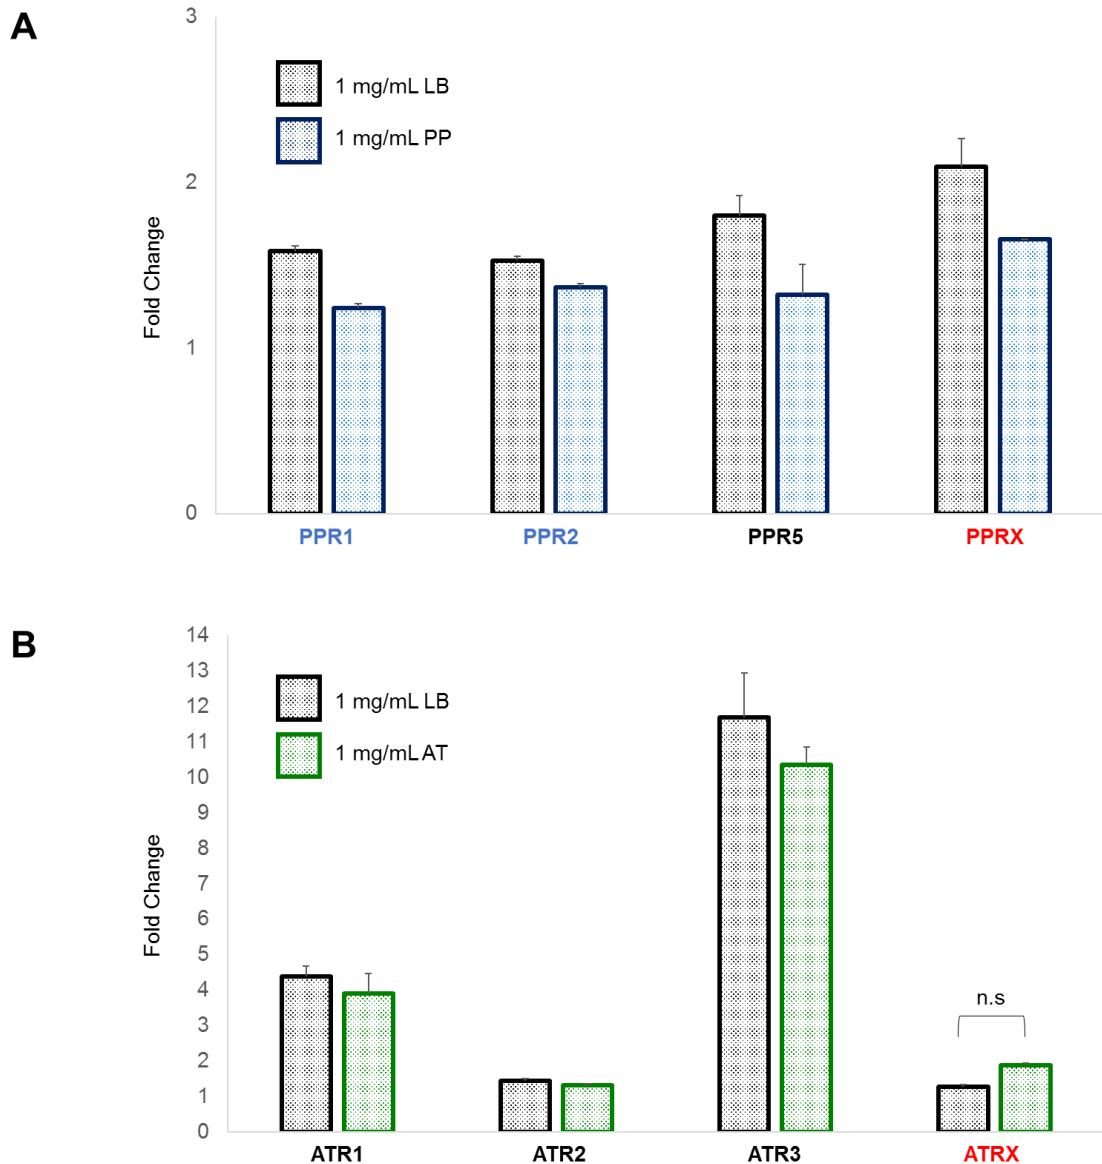 A
3
1 mg/mL LB
1 mg/mL PP
2
Fold Change
1
0
PPR1 PPR2 PPR5 PPRX
B
14
13
1 mg/mL LB
12
11
1 mg/mL AT
10
9
8
7
Fold Change
6
5
4
n.s
3
2
1
0
ATR1 ATR2 ATR3 ATRX